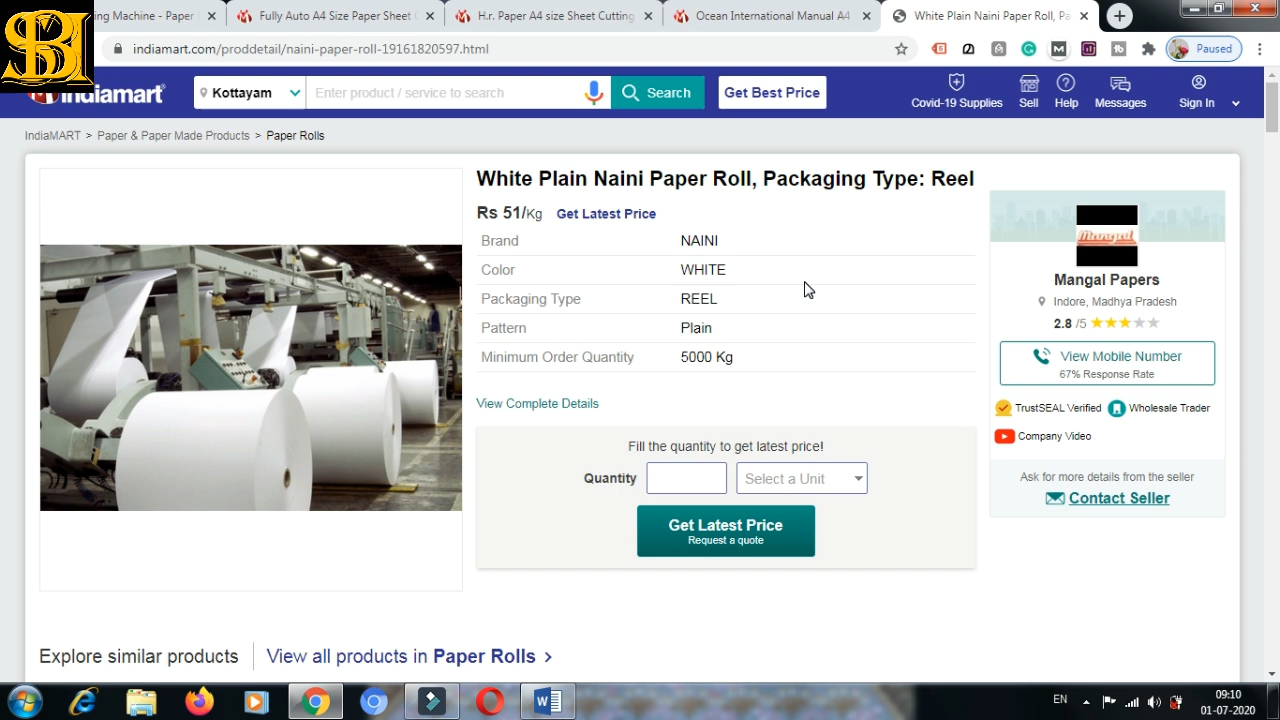 ing Machine - Paper
Fully Auto A4 Size Paper Sheet C
H.r. Paper A4 size Sheet Cutting
Ocean International Manual A4
White Plain Naini Paper Roll, Pa
SBI
indiamart.com/proddetail/naini-paper-roll-19161820597.html
Paused
indiamart
Kottayam
Enter product / service to search
Search
Get Best Price
Covid-19 Supplies
Sell
Help
Messages
Sign In
IndiaMART > Paper & Paper Made Products > Paper Rolls
White Plain Naini Paper Roll, Packaging Type: Reel
Rs 51/Kg Get Latest Price
Brand NAINI
Color WHITE
Packaging Type REEL
Pattern Plain
Minimum Order Quantity 5000 Kg
View Complete Details
Fill the quantity to get latest price!
Quantity Select a Unit
Get Latest Price
Request a quote
Mangal
Mangal Papers
Indore, Madhya Pradesh
2.8 /5
View Mobile Number
67% Response Rate
TrustSEAL Verified Wholesale Trader
Company Video
Ask for more details from the seller
Contact Seller
Explore similar products View all products in Paper Rolls >
EN
09:10
01-07-2020